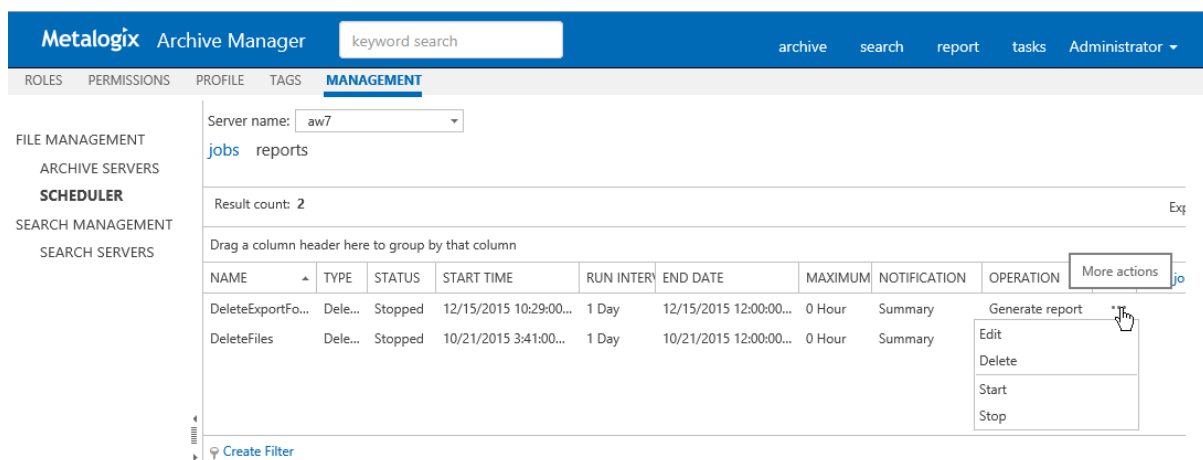 Metalogix Archive Manager keyword search archive search report tasks Administrator
ROLES PERMISSIONS PROFILE TAGS MANAGEMENT
Server name: aw7
FILE MANAGEMENT
jobs reports
ARCHIVE SERVERS
SCHEDULER
Result count: 2
Exp
SEARCH MANAGEMENT
SEARCH SERVERS
Drag a column header here to group by that column
More actions
NAME TYPE STATUS START TIME RUN INTERV END DATE MAXIMUM NOTIFICATION OPERATION jo
DeleteExportFo... Dele... Stopped 12/15/2015 10:29:00... 1 Day 12/15/2015 12:00:00... 0 Hour Summary Generate report ...
DeleteFiles Dele... Stopped 10/21/2015 3:41:00... 1 Day 10/21/2015 12:00:00... 0 Hour Summary
Edit
Delete
Start
Stop
Create Filter